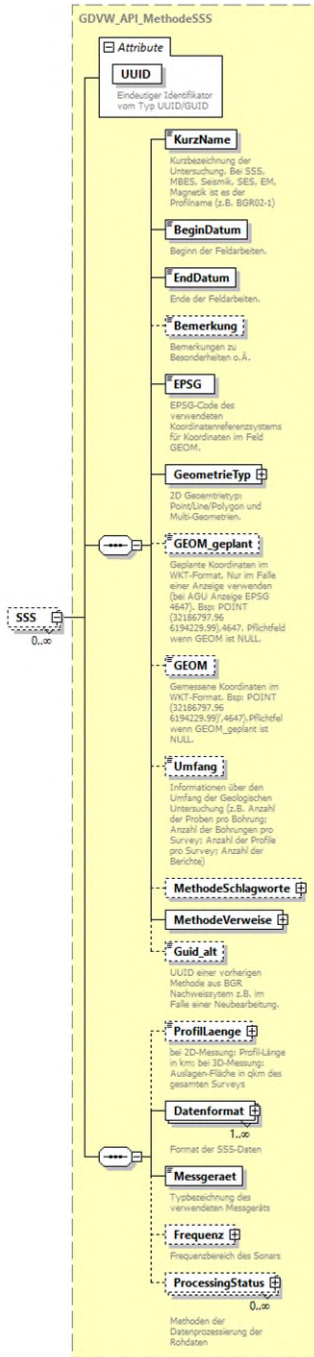 GDVW_API_MethodeSSS
Attribute
UUID
Eindeutiger Identifikator
vom Typ UUID/GUID
KurzName
Kurzbezeichnung der
Untersuchung. Bei SSS,
MBES, Seismik, SES, EM,
Magnetik ist es der
Profilname (z.B. BGR02-1)
BeginDatum
Beginn der Feldarbeiten.
EndDatum
Ende der Feldarbeiten.
Bemerkung
Bemerkungen zu
Besonderheiten o.Ä.
EPSG
EPSG-Code des
verwendeten
Koordinatenreferenzsystems
für Koordinaten im Feld
GEOM.
GeometrieTyp
2D Geoemtrietyp:
Point/Line/Polygon und
Multi-Geometrien.
GEOM_geplant
Geplante Koordinaten im
WKT-Format. Nur im Falle
einer Anzeige verwenden
(bei AGU Anzeige EPSG
4647). Bsp: POINT
(32186797.96
6194229.99),4647. Pflichtfeld
wenn GEOM ist NULL.
SSS
0..∞
GEOM
Gemessene Koordinaten im
WKT-Format. Bsp: POINT
(32186797.96
6194229.99)',4647).Pflichtfel
wenn GEOM_geplant ist
NULL.
Umfang
Informationen über den
Umfang der Geologischen
Untersuchung (z.B. Anzahl
der Proben pro Bohrung;
Anzahl der Bohrungen pro
Survey; Anzahl der Profile
pro Survey; Anzahl der
Berichte)
MethodeSchlagworte
MethodeVerweise
Guid_alt
UUID einer vorherigen
Methode aus BGR
Nachweissytem z.B. im
Falle einer Neubearbeitung.
ProfilLaenge
bei 2D-Messung: Profil-Länge
in km; bei 3D-Messung:
Auslagen-Fläche in qkm des
gesamten Surveys
Datenformat
1..∞
Format der SSS-Daten
Messgeraet
Typbezeichnung des
verwendeten Messgeräts
Frequenz
Frequenzbereich des Sonars
ProcessingStatus
0..∞
Methoden der
Datenprozessierung der
Rohdaten